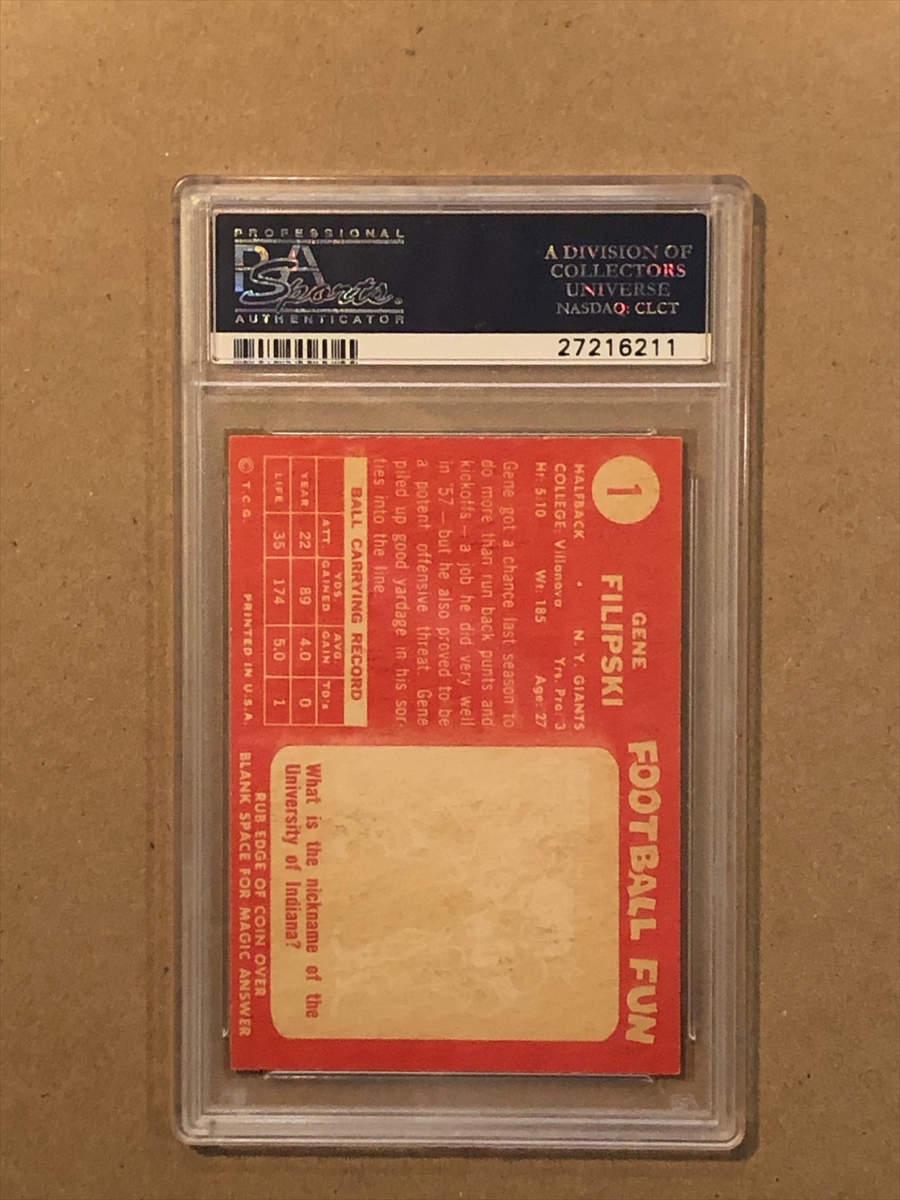 PROFESSIONAL
PSA
Sports
AUTHENTICATOR
A DIVISION OF
COLLECTORS
UNIVERSE
NASDAQ: CLCT
27216211
1
GENE
FILIPSKI
HALFBACK • N. Y. GIANTS
COLLEGE: Villanova Yrs. Pro: 3
Ht: 5:10 Wt: 185 Age: 27
Gene got a chance last season to
do more than run back punts and
kickoffs — a job he did very well
in '57 — but he also proved to be
a potent offensive threat. Gene
piled up good yardage in his sor-
ties into the line.
BALL CARRYING RECORD
ATT. YDS. GAINED AVG GAIN TD's
YEAR 22 89 4.0 0
LIFE 35 174 5.0 1
© T.C.G. PRINTED IN U.S.A.
FOOTBALL FUN
What is the nickname of the
University of Indiana?
RUB EDGE OF COIN OVER
BLANK SPACE FOR MAGIC ANSWER